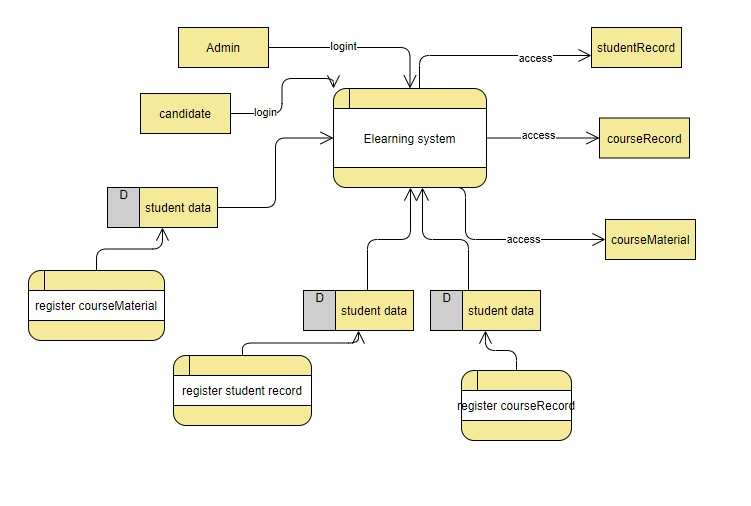 Admin
logint
studentRecord
access
candidate
login
Elearning system
access
courseRecord
D
student data
access
courseMaterial
register courseMaterial
D
student data
D
student data
register student record
register courseRecord